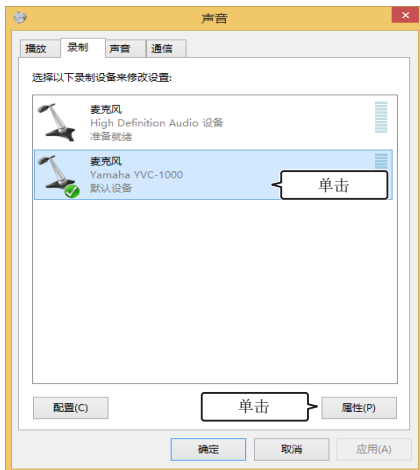 声音
播放 录制 声音 通信
选择以下录制设备来修改设置:
麦克风
High Definition Audio 设备
准备就绪
麦克风
Yamaha YVC-1000
默认设备
单击
单击
配置(C) 属性(P)
确定 取消 应用(A)